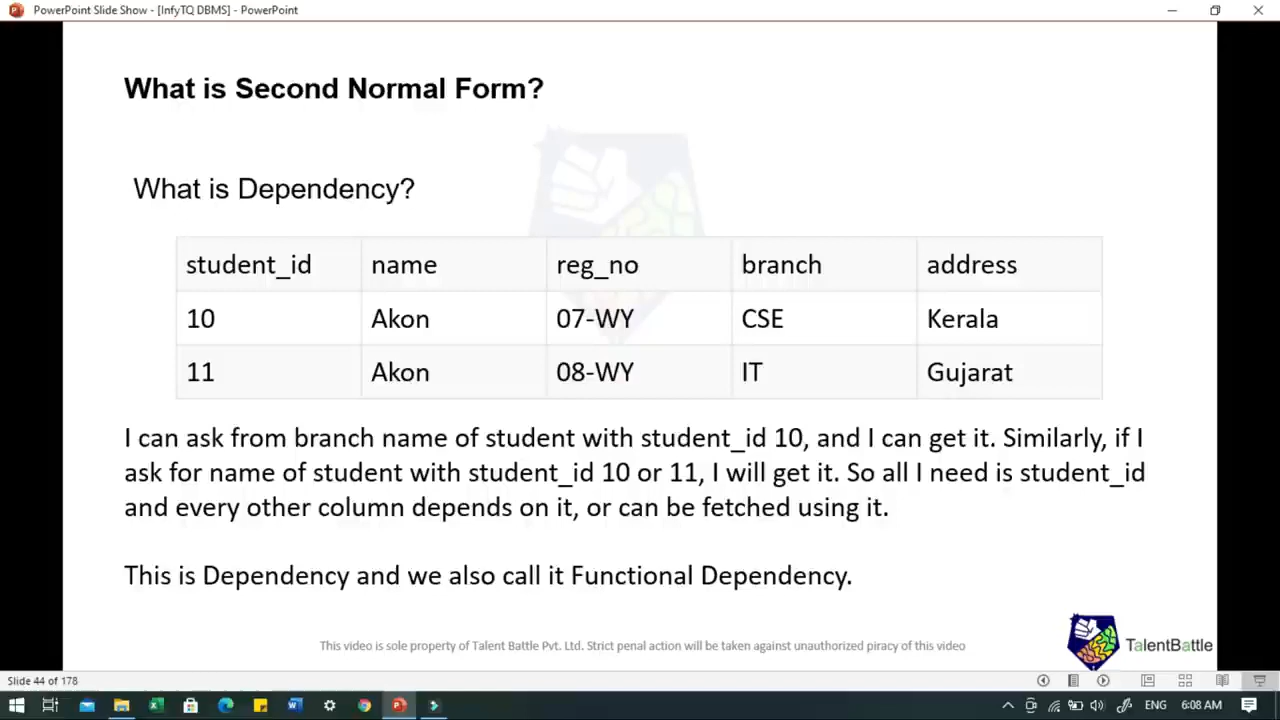 PowerPoint Slide Show - [InfyTQ DBMS] - PowerPoint
What is Second Normal Form?
What is Dependency?
student_id name reg_no branch address
10 Akon 07-WY CSE Kerala
11 Akon 08-WY IT Gujarat
I can ask from branch name of student with student_id 10, and I can get it. Similarly, if I
ask for name of student with student_id 10 or 11, I will get it. So all I need is student_id
and every other column depends on it, or can be fetched using it.
This is Dependency and we also call it Functional Dependency.
This video is sole property of Talent Battle Pvt. Ltd. Strict penal action will be taken against unauthorized piracy of this video
TalentBattle
Slide 44 of 178
ENG 6:08 AM